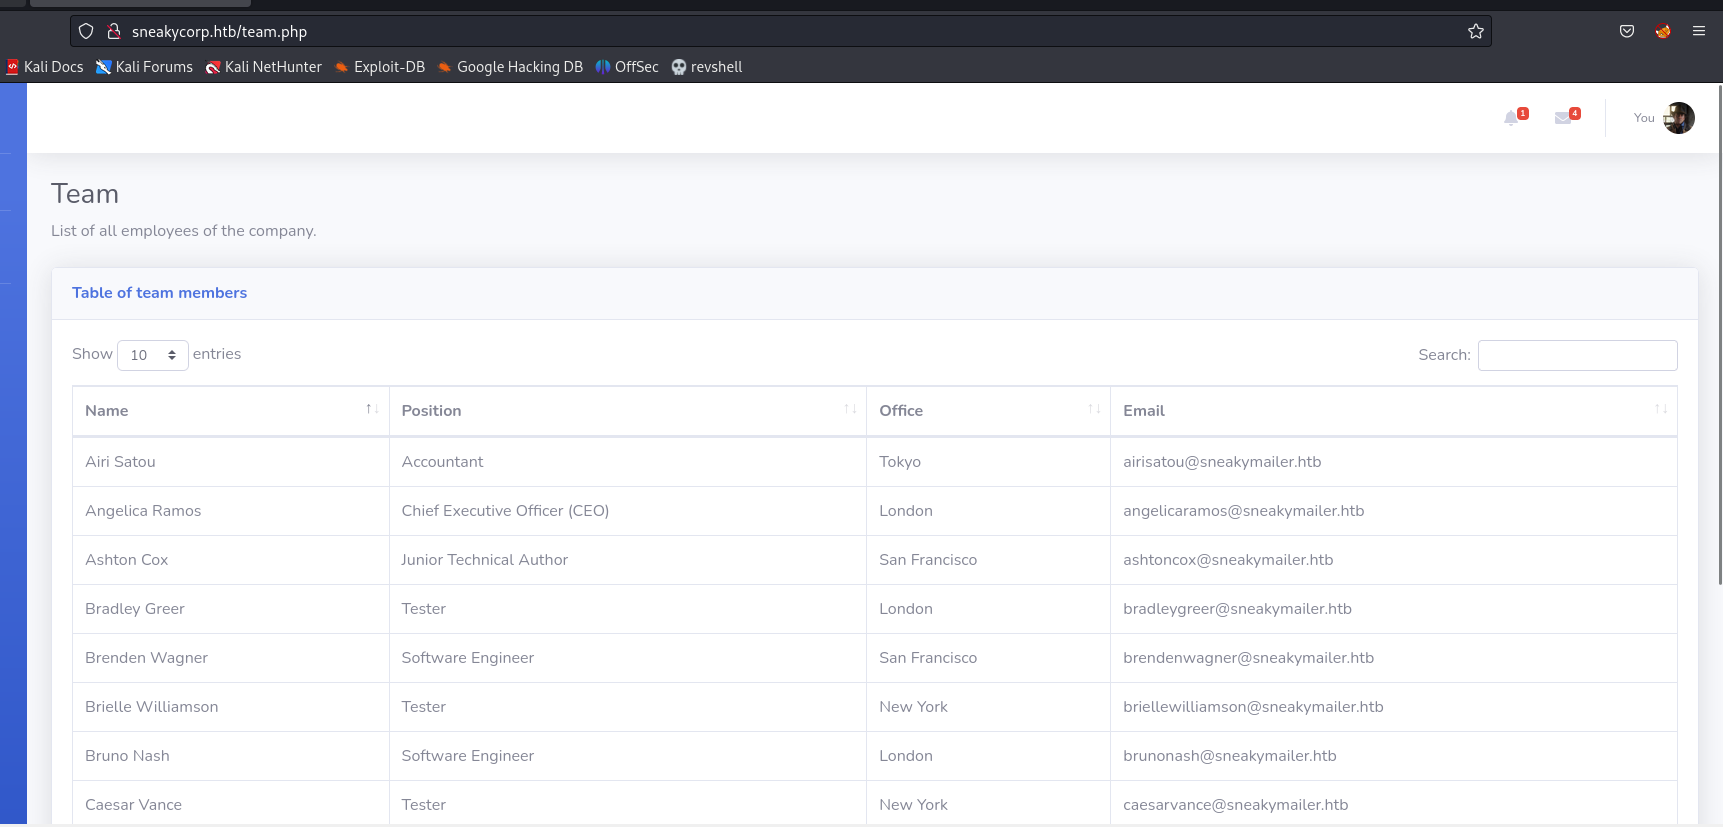 sneakycorp.htb/team.php
Kali Docs Kali Forums Kali NetHunter Exploit-DB Google Hacking DB OffSec revshell
1 4 You
Team
List of all employees of the company.
Table of team members
Show 10 entries Search:
Name Position Office Email
Airi Satou Accountant Tokyo airisatou@sneakymailer.htb
Angelica Ramos Chief Executive Officer (CEO) London angelicaramos@sneakymailer.htb
Ashton Cox Junior Technical Author San Francisco ashtoncox@sneakymailer.htb
Bradley Greer Tester London bradleygreer@sneakymailer.htb
Brenden Wagner Software Engineer San Francisco brendenwagner@sneakymailer.htb
Brielle Williamson Tester New York briellewilliamson@sneakymailer.htb
Bruno Nash Software Engineer London brunonash@sneakymailer.htb
Caesar Vance Tester New York caesarvance@sneakymailer.htb